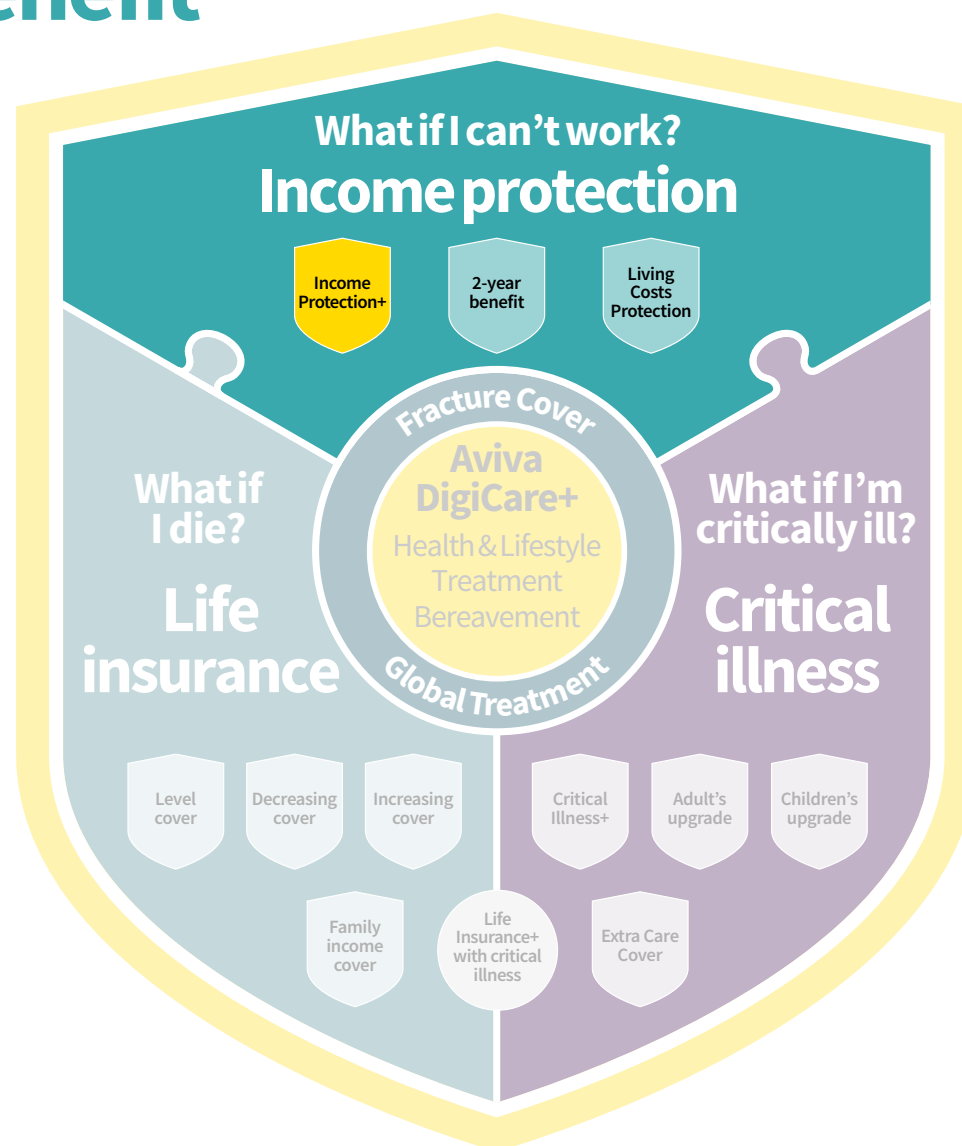 What if I can't work?
Income protection
Income
Protection+
2-year
benefit
Living
Costs
Protection
Fracture Cover
Aviva
DigiCare+
Health & Lifestyle
Treatment
Bereavement
Global Treatment
What if
I die?
Life
insurance
What if I'm
critically ill?
Critical
illness
Level
cover
Decreasing
cover
Increasing
cover
Critical
Illness+
Adult's
upgrade
Children's
upgrade
Family
income
cover
Life
Insurance+
with critical
illness
Extra Care
Cover